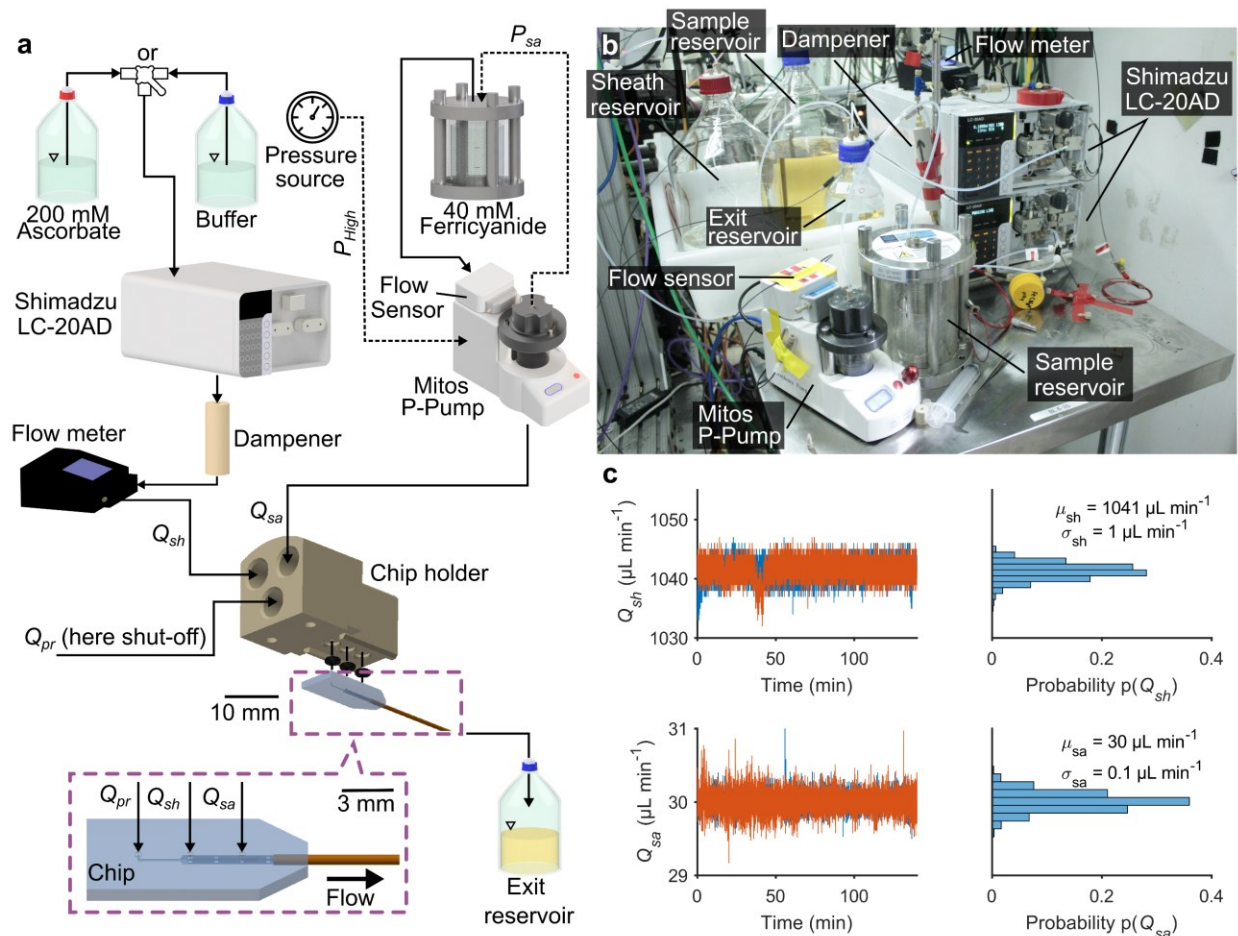 a
or
200 mM
Ascorbate
Buffer
Pressure
source
P_High
P_sa
40 mM
Ferricyanide
Shimadzu
LC-20AD
Flow
Sensor
Mitos
P-Pump
Flow meter
Dampener
Q_sh
Q_sa
Chip holder
Q_pr (here shut-off)
10 mm
3 mm
Q_pr Q_sh Q_sa
Chip
Flow
Exit
reservoir
b
Sample
reservoir
Dampener
Flow meter
Sheath
reservoir
Shimadzu
LC-20AD
Exit
reservoir
Flow sensor
Sample
reservoir
Mitos
P-Pump
c
Q_sh (µL min⁻¹)
1050
1040
1030
0 50 100
Time (min)
µ_sh = 1041 µL min⁻¹
σ_sh = 1 µL min⁻¹
0 0.2 0.4
Probability p(Q_sh)
Q_sa (µL min⁻¹)
31
30
29
0 50 100
Time (min)
µ_sa = 30 µL min⁻¹
σ_sa = 0.1 µL min⁻¹
0 0.2 0.4
Probability p(Q_sa)